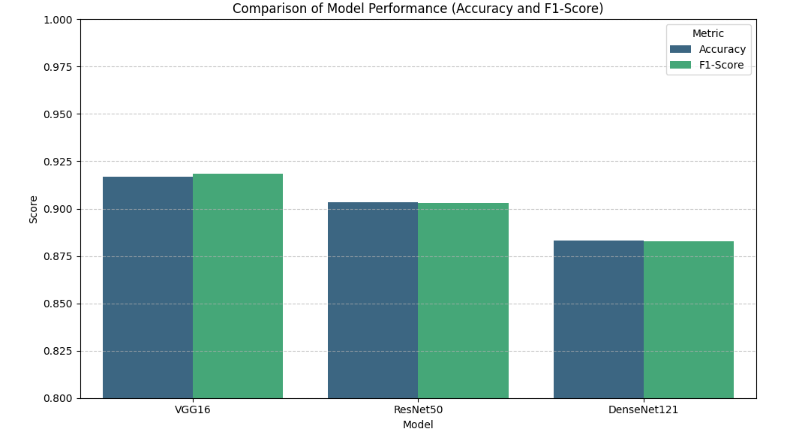 Comparison of Model Performance (Accuracy and F1-Score)
1.000
0.975
0.950
0.925
0.900
0.875
0.850
0.825
0.800
Score
Metric
Accuracy
F1-Score
VGG16
ResNet50
DenseNet121
Model